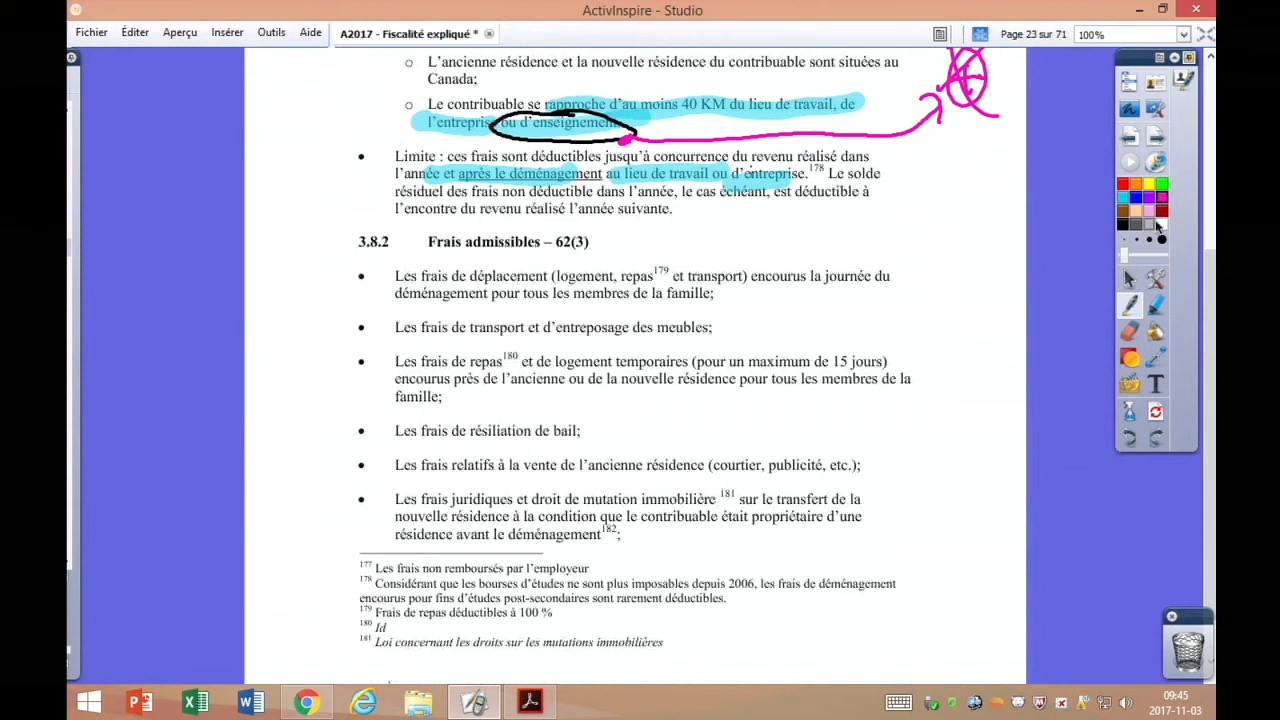 ActivInspire - Studio
Fichier Éditer Aperçu Insérer Outils Aide A2017 - Fiscalité expliqué * Page 23 sur 71 100%
o L’ancienne résidence et la nouvelle résidence du contribuable sont situées au
Canada;
o Le contribuable se rapproche d’au moins 40 KM du lieu de travail, de
l’entreprise ou d’enseignement.
• Limite : ces frais sont déductibles jusqu’à concurrence du revenu réalisé dans
l’année et après le déménagement au lieu de travail ou d’entreprise.178 Le solde
résiduel des frais non déductible dans l’année, le cas échéant, est déductible à
l’encontre du revenu réalisé l’année suivante.
3.8.2 Frais admissibles – 62(3)
• Les frais de déplacement (logement, repas179 et transport) encourus la journée du
déménagement pour tous les membres de la famille;
• Les frais de transport et d’entreposage des meubles;
• Les frais de repas180 et de logement temporaires (pour un maximum de 15 jours)
encourus près de l’ancienne ou de la nouvelle résidence pour tous les membres de la
famille;
• Les frais de résiliation de bail;
• Les frais relatifs à la vente de l’ancienne résidence (courtier, publicité, etc.);
• Les frais juridiques et droit de mutation immobilière 181 sur le transfert de la
nouvelle résidence à la condition que le contribuable était propriétaire d’une
résidence avant le déménagement182;
177 Les frais non remboursés par l’employeur
178 Considérant que les bourses d’études ne sont plus imposables depuis 2006, les frais de déménagement
encourus pour fins d’études post-secondaires sont rarement déductibles.
179 Frais de repas déductibles à 100 %
180 Id
181 Loi concernant les droits sur les mutations immobilières
09:45
2017-11-03